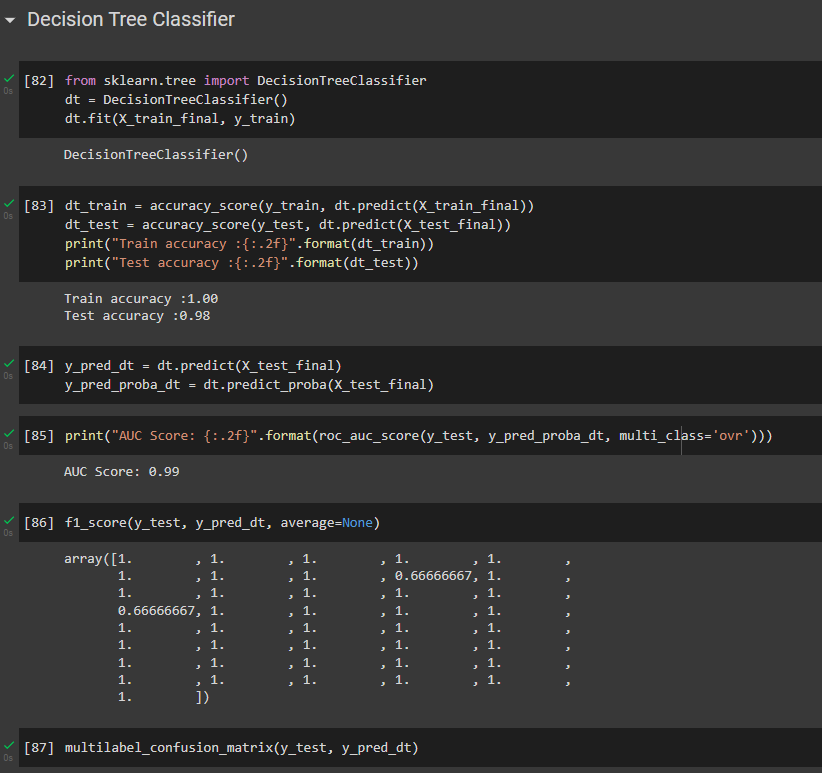 Decision Tree Classifier
[82] from sklearn.tree import DecisionTreeClassifier
dt = DecisionTreeClassifier()
dt.fit(X_train_final, y_train)
0s
DecisionTreeClassifier()
[83] dt_train = accuracy_score(y_train, dt.predict(X_train_final))
dt_test = accuracy_score(y_test, dt.predict(X_test_final))
print("Train accuracy :{:.2f}".format(dt_train))
print("Test accuracy :{:.2f}".format(dt_test))
0s
Train accuracy :1.00
Test accuracy :0.98
[84] y_pred_dt = dt.predict(X_test_final)
y_pred_proba_dt = dt.predict_proba(X_test_final)
0s
[85] print("AUC Score: {:.2f}".format(roc_auc_score(y_test, y_pred_proba_dt, multi_class='ovr')))
0s
AUC Score: 0.99
[86] f1_score(y_test, y_pred_dt, average=None)
0s
array([1.        , 1.        , 1.        , 1.        , 1.        ,
1.        , 1.        , 1.        , 0.66666667, 1.        ,
1.        , 1.        , 1.        , 1.        , 1.        ,
0.66666667, 1.        , 1.        , 1.        , 1.        ,
1.        , 1.        , 1.        , 1.        , 1.        ,
1.        , 1.        , 1.        , 1.        , 1.        ,
1.        , 1.        , 1.        , 1.        , 1.        ,
1.        , 1.        , 1.        , 1.        , 1.        ,
1.        ])
[87] multilabel_confusion_matrix(y_test, y_pred_dt)
0s